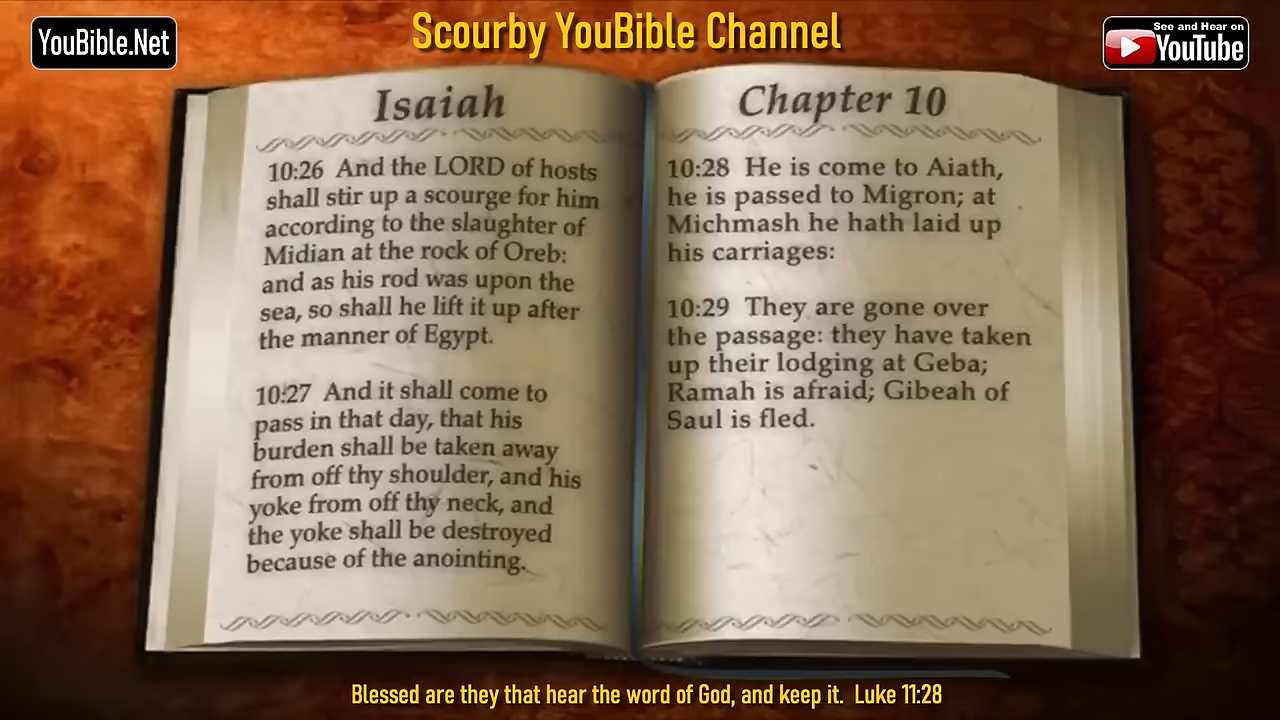 YouBible.Net
Scourby YouBible Channel
See and Hear on
YouTube
Isaiah
10:26 And the LORD of hosts
shall stir up a scourge for him
according to the slaughter of
Midian at the rock of Oreb:
and as his rod was upon the
sea, so shall he lift it up after
the manner of Egypt.
10:27 And it shall come to
pass in that day, that his
burden shall be taken away
from off thy shoulder, and his
yoke from off thy neck, and
the yoke shall be destroyed
because of the anointing.
Chapter 10
10:28 He is come to Aiath,
he is passed to Migron; at
Michmash he hath laid up
his carriages:
10:29 They are gone over
the passage: they have taken
up their lodging at Geba;
Ramah is afraid; Gibeah of
Saul is fled.
Blessed are they that hear the word of God, and keep it. Luke 11:28